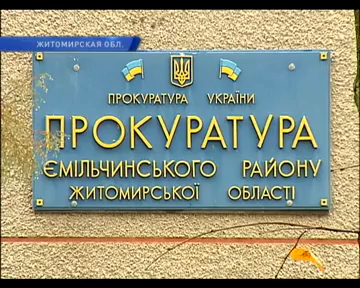 ЖИТОМИРСКАЯ ОБЛ.
ПРОКУРАТУРА УКРАЇНИ
ПРОКУРАТУРА
ЄМІЛЬЧИНСЬКОГО РАЙОНУ
ЖИТОМИРСЬКОЇ ОБЛАСТІ